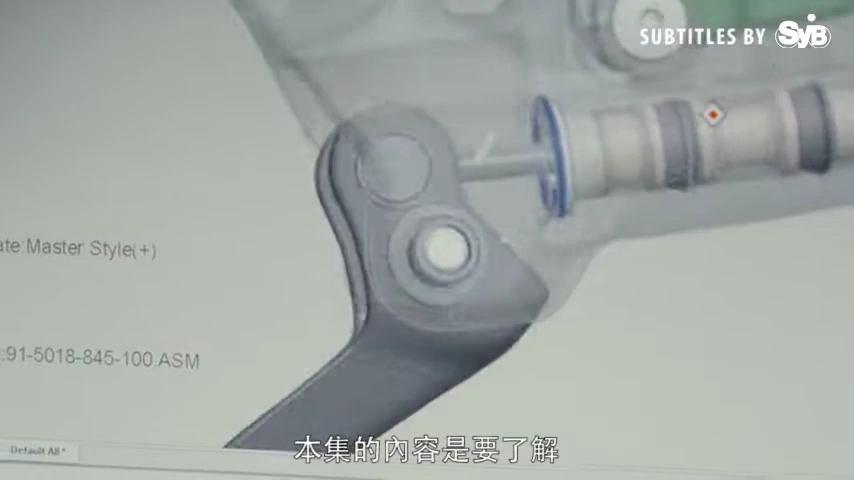 SUBTITLES BY SyB
ate:Master Style(+)
:91-5018-845-100.ASM
Default All *
本集的內容是要了解